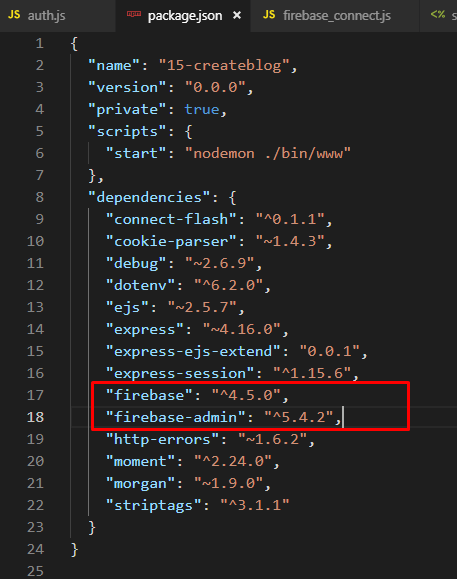 auth.js package.json × firebase_connect.js <% s
1 {
2 "name": "15-createblog",
3 "version": "0.0.0",
4 "private": true,
5 "scripts": {
6 "start": "nodemon ./bin/www"
7 },
8 "dependencies": {
9 "connect-flash": "^0.1.1",
10 "cookie-parser": "~1.4.3",
11 "debug": "~2.6.9",
12 "dotenv": "^6.2.0",
13 "ejs": "~2.5.7",
14 "express": "~4.16.0",
15 "express-ejs-extend": "0.0.1",
16 "express-session": "^1.15.6",
17 "firebase": "^4.5.0",
18 "firebase-admin": "^5.4.2",
19 "http-errors": "~1.6.2",
20 "moment": "^2.24.0",
21 "morgan": "~1.9.0",
22 "striptags": "^3.1.1"
23 }
24 }
25